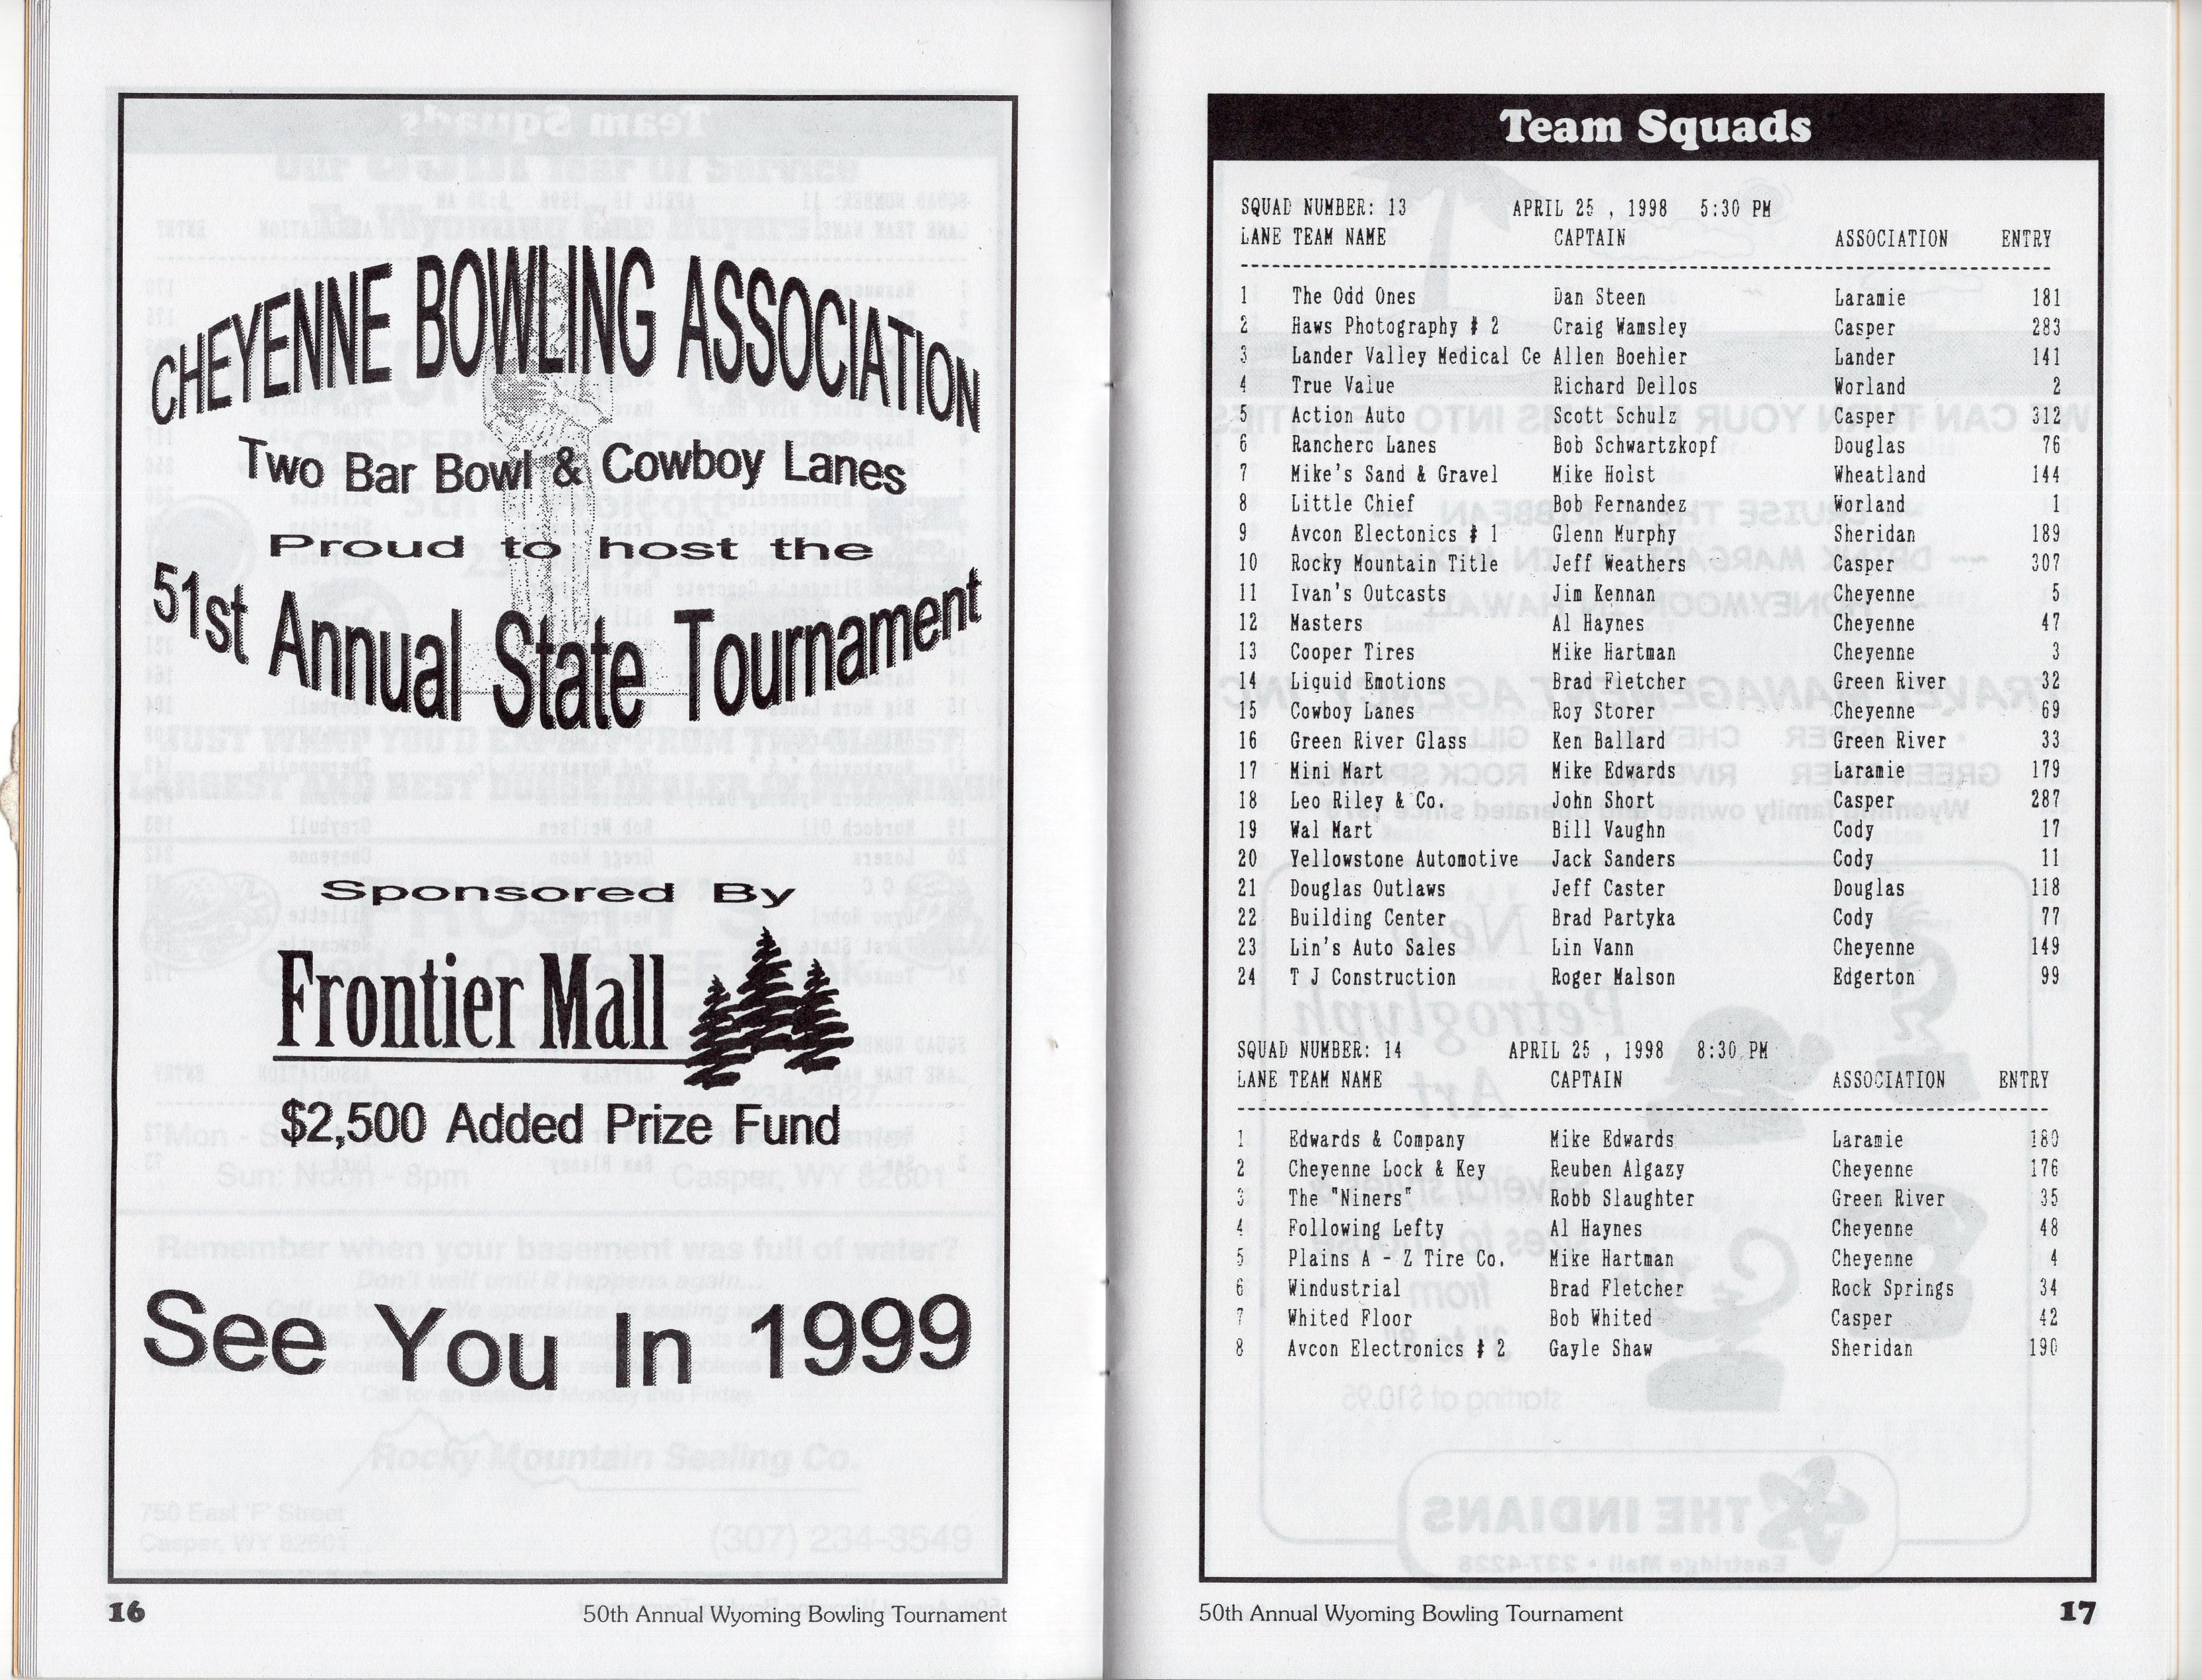 CHEYENNE BOWLING ASSOCIATION
Two Bar Bowl & Cowboy Lanes
Proud to host the
51st Annual State Tournament
Sponsored By
Frontier Mall
$2,500 Added Prize Fund
See You In 1999
16
50th Annual Wyoming Bowling Tournament
Team Squads
SQUAD NUMBER: 13 APRIL 25 , 1998 5:30 PM
LANE TEAM NAME CAPTAIN ASSOCIATION ENTRY
1 The Odd Ones Dan Steen Laramie 181
2 Haws Photography # 2 Craig Wamsley Casper 283
3 Lander Valley Medical Ce Allen Boehler Lander 141
4 True Value Richard Dellos Worland 2
5 Action Auto Scott Schulz Casper 312
6 Ranchero Lanes Bob Schwartzkopf Douglas 76
7 Mike's Sand & Gravel Mike Holst Wheatland 144
8 Little Chief Bob Fernandez Worland 1
9 Avcon Electonics # 1 Glenn Murphy Sheridan 189
10 Rocky Mountain Title Jeff Weathers Casper 307
11 Ivan's Outcasts Jim Kennan Cheyenne 5
12 Masters Al Haynes Cheyenne 47
13 Cooper Tires Mike Hartman Cheyenne 3
14 Liquid Emotions Brad Fletcher Green River 32
15 Cowboy Lanes Roy Storer Cheyenne 69
16 Green River Glass Ken Ballard Green River 33
17 Mini Mart Mike Edwards Laramie 179
18 Leo Riley & Co. John Short Casper 287
19 Wal Mart Bill Vaughn Cody 17
20 Yellowstone Automotive Jack Sanders Cody 11
21 Douglas Outlaws Jeff Caster Douglas 118
22 Building Center Brad Partyka Cody 77
23 Lin's Auto Sales Lin Vann Cheyenne 149
24 T J Construction Roger Malson Edgerton 99
SQUAD NUMBER: 14 APRIL 25 , 1998 8:30 PM
LANE TEAM NAME CAPTAIN ASSOCIATION ENTRY
1 Edwards & Company Mike Edwards Laramie 180
2 Cheyenne Lock & Key Reuben Algazy Cheyenne 176
3 The "Niners" Robb Slaughter Green River 35
4 Following Lefty Al Haynes Cheyenne 48
5 Plains A - Z Tire Co. Mike Hartman Cheyenne 4
6 Windustrial Brad Fletcher Rock Springs 34
7 Whited Floor Bob Whited Casper 42
8 Avcon Electronics # 2 Gayle Shaw Sheridan 190
50th Annual Wyoming Bowling Tournament
17